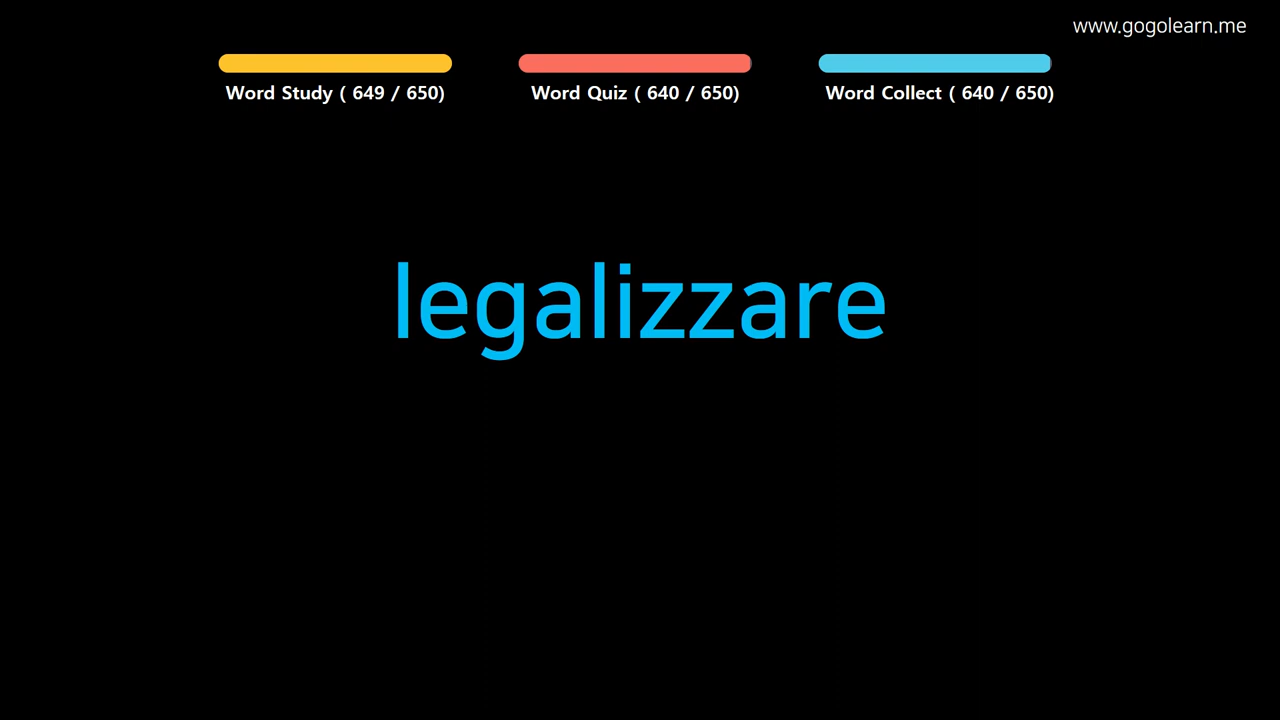 www.gogolearn.me
Word Study ( 649 / 650)
Word Quiz ( 640 / 650)
Word Collect ( 640 / 650)
legalizzare